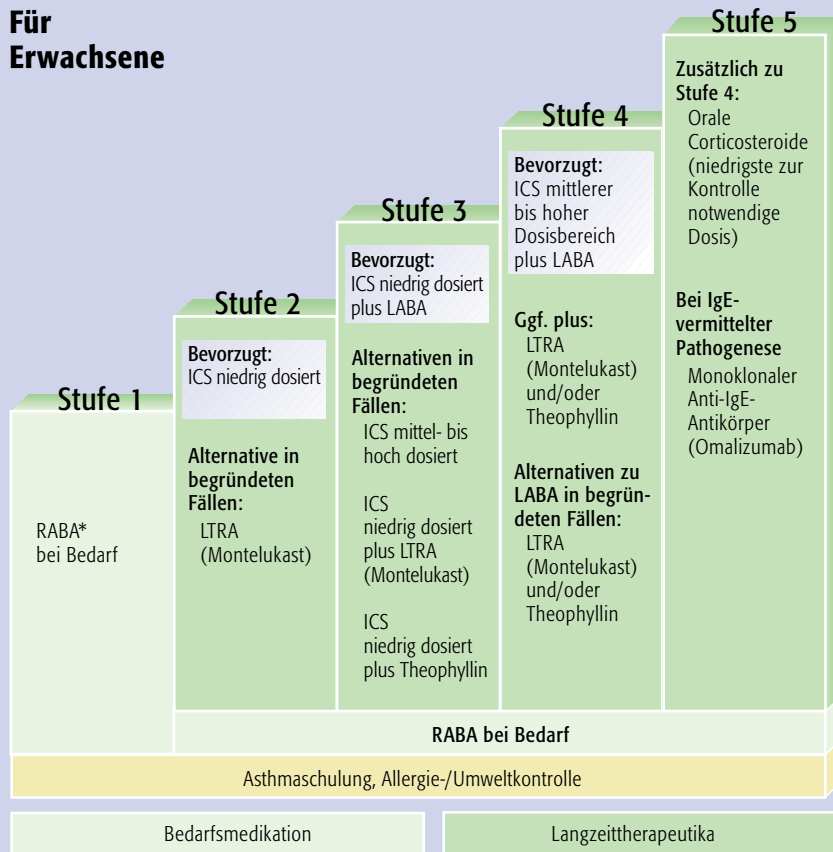 Für
Erwachsene
Stufe 1
RABA*
bei Bedarf
Stufe 2
Bevorzugt:
ICS niedrig dosiert
Alternative in
begründeten
Fällen:
LTRA
(Montelukast)
Stufe 3
Bevorzugt:
ICS niedrig dosiert
plus LABA
Alternativen in
begründeten
Fällen:
ICS mittel- bis
hoch dosiert
ICS
niedrig dosiert
plus LTRA
(Montelukast)
ICS
niedrig dosiert
plus Theophyllin
Stufe 4
Bevorzugt:
ICS mittlerer
bis hoher
Dosisbereich
plus LABA
Ggf. plus:
LTRA
(Montelukast)
und/oder
Theophyllin
Alternativen zu
LABA in begrün-
deten Fällen:
LTRA
(Montelukast)
und/oder
Theophyllin
Stufe 5
Zusätzlich zu
Stufe 4:
Orale
Corticosteroide
(niedrigste zur
Kontrolle
notwendige
Dosis)
Bei IgE-
vermittelter
Pathogenese
Monoklonaler
Anti-IgE-
Antikörper
(Omalizumab)
RABA bei Bedarf
Asthmaschulung, Allergie-/Umweltkontrolle
Bedarfsmedikation
Langzeittherapeutika